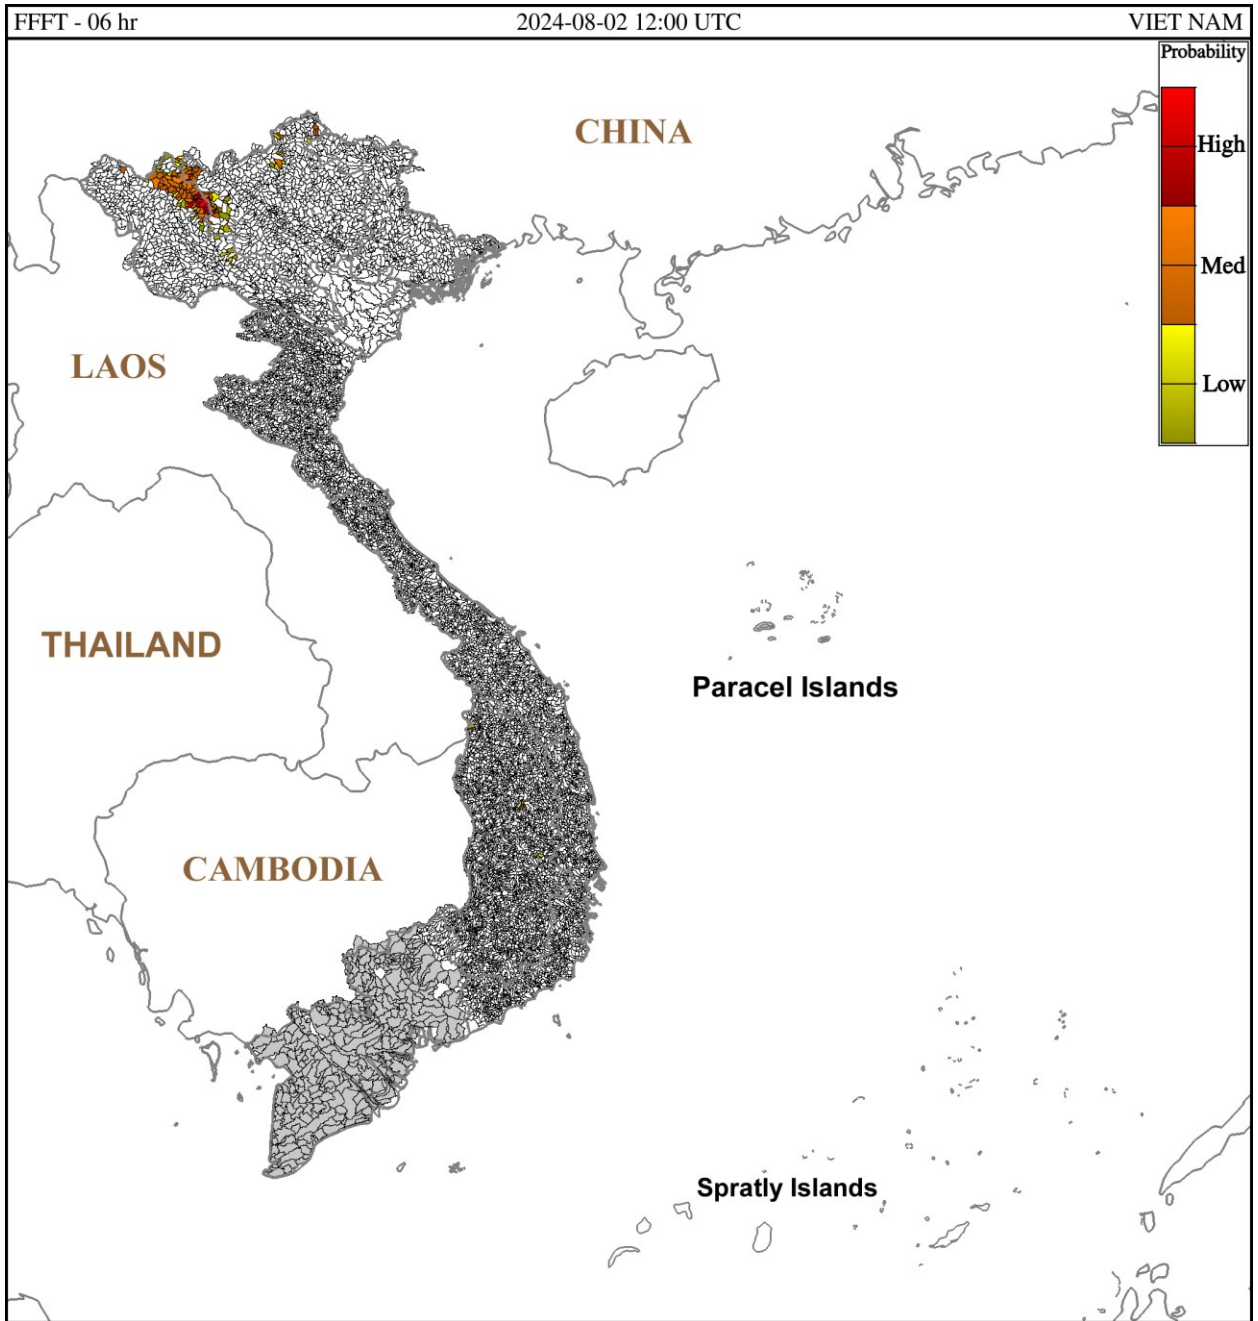 FFFT - 06 hr
2024-08-02 12:00 UTC
VIET NAM
Probability
High
Med
Low
CHINA
LAOS
THAILAND
Paracel Islands
CAMBODIA
Spratly Islands